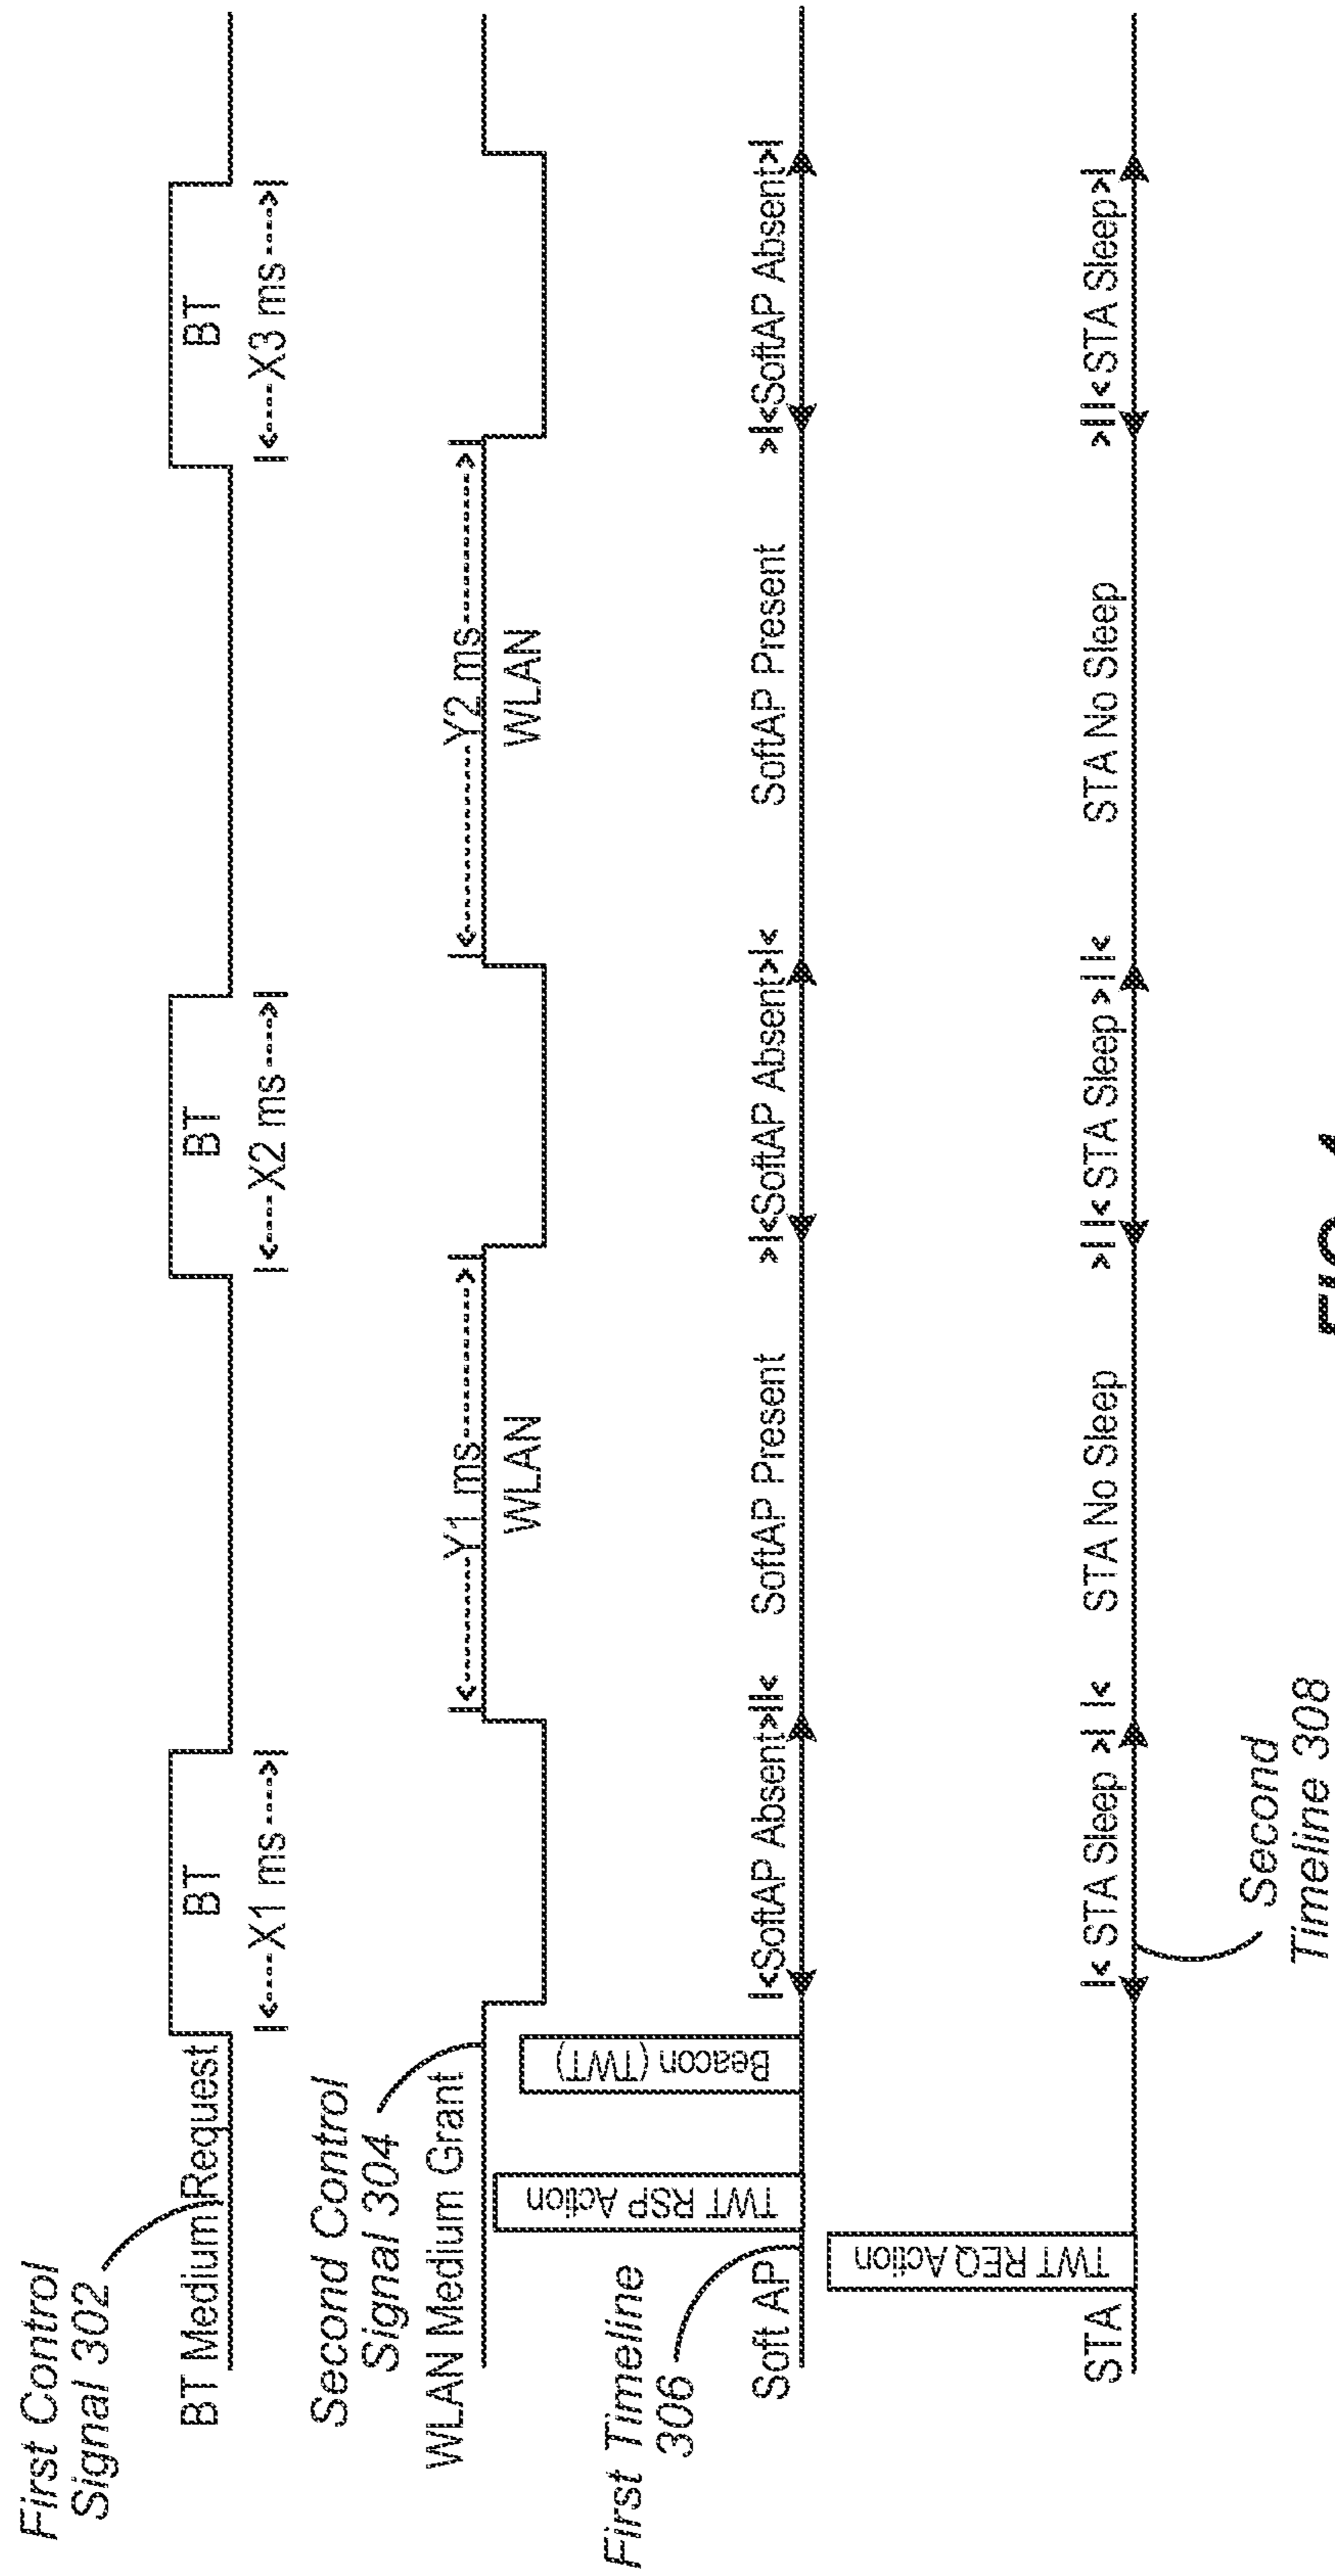 First Control
Signal 302
BT Medium Request
BT
BT
BT
|<----X1 ms---->|
|<----X2 ms---->|
|<----X3 ms---->|
Second Control
Signal 304
WLAN Medium Grant
|<---------Y1 ms--------->|
|<---------Y2 ms--------->|
WLAN
WLAN
First Timeline
306
Soft AP
TWT RSP Action
Beacon (TWT)
|<SoftAP Absent>||< SoftAP Present >|<SoftAP Absent>|< SoftAP Present >|<SoftAP Absent>|
STA
TWT REQ Action
|< STA Sleep >| |< STA No Sleep >||< STA Sleep >||< STA No Sleep >||<STA Sleep>|
Second
Timeline 308